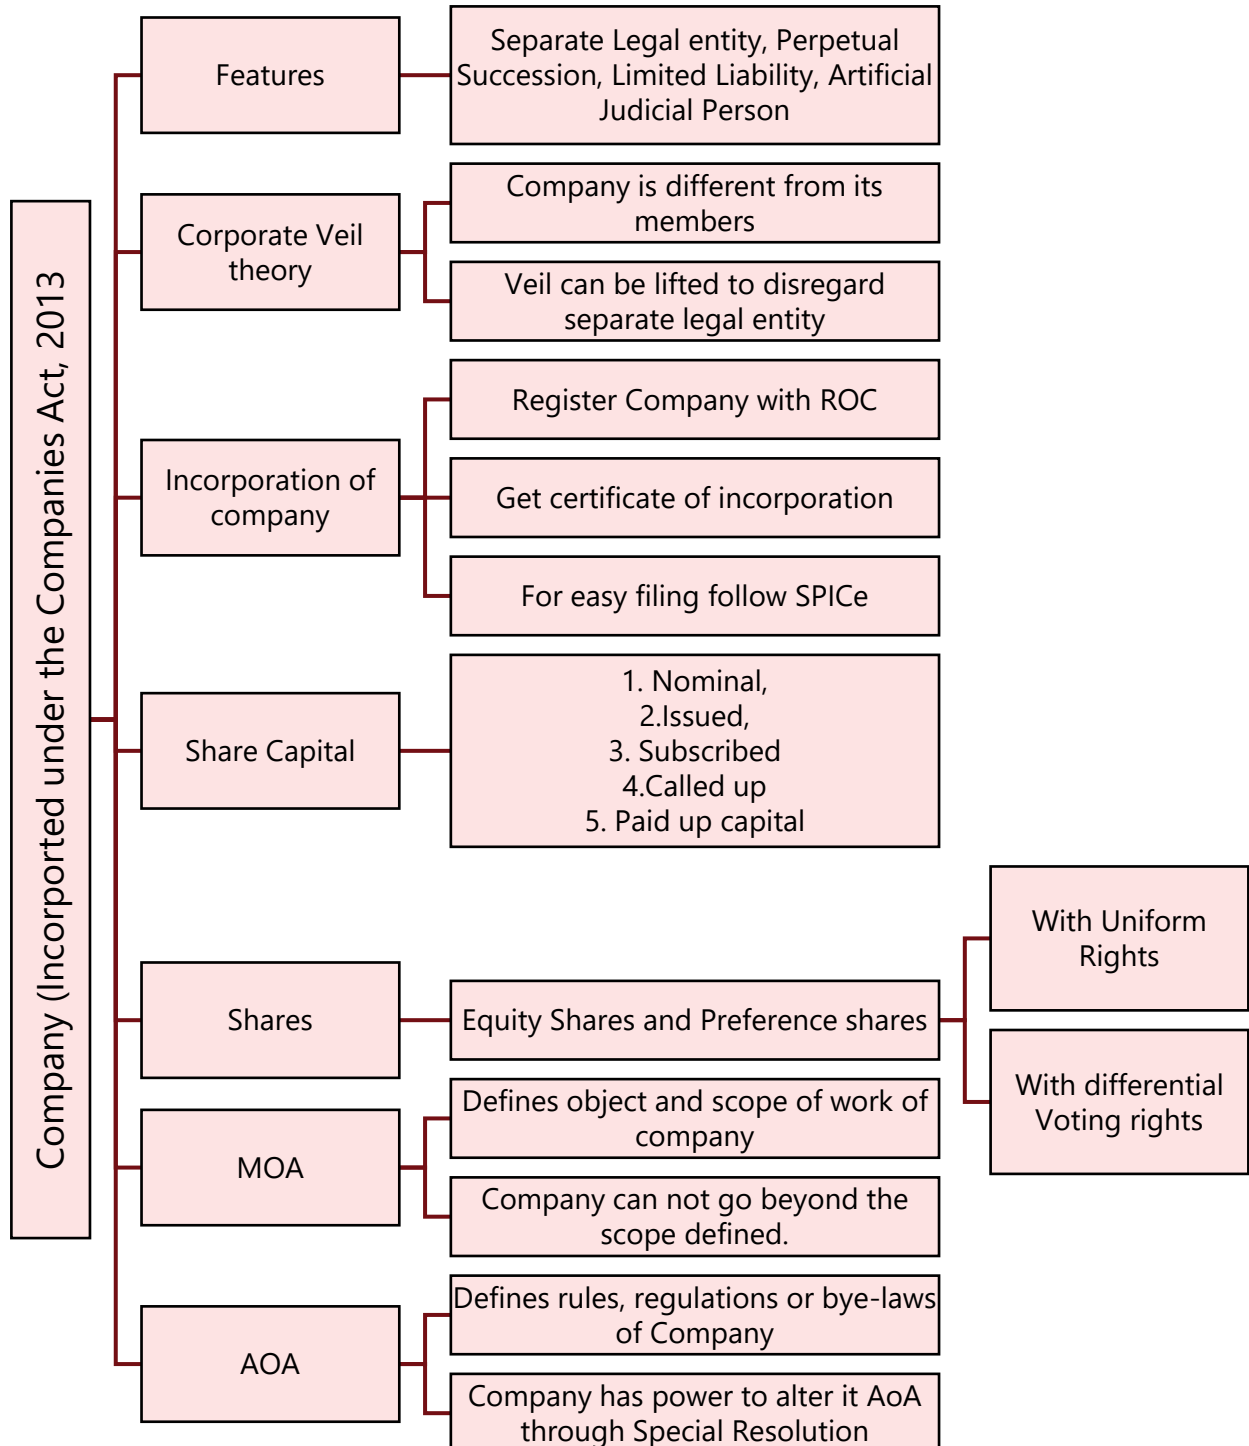 Company (Incorported under the Companies Act, 2013
Features
Separate Legal entity, Perpetual
Succession, Limited Liability, Artificial
Judicial Person
Corporate Veil
theory
Company is different from its
members
Veil can be lifted to disregard
separate legal entity
Incorporation of
company
Register Company with ROC
Get certificate of incorporation
For easy filing follow SPICe
Share Capital
1. Nominal,
2.Issued,
3. Subscribed
4.Called up
5. Paid up capital
Shares
Equity Shares and Preference shares
With Uniform
Rights
With differential
Voting rights
MOA
Defines object and scope of work of
company
Company can not go beyond the
scope defined.
AOA
Defines rules, regulations or bye-laws
of Company
Company has power to alter it AoA
through Special Resolution